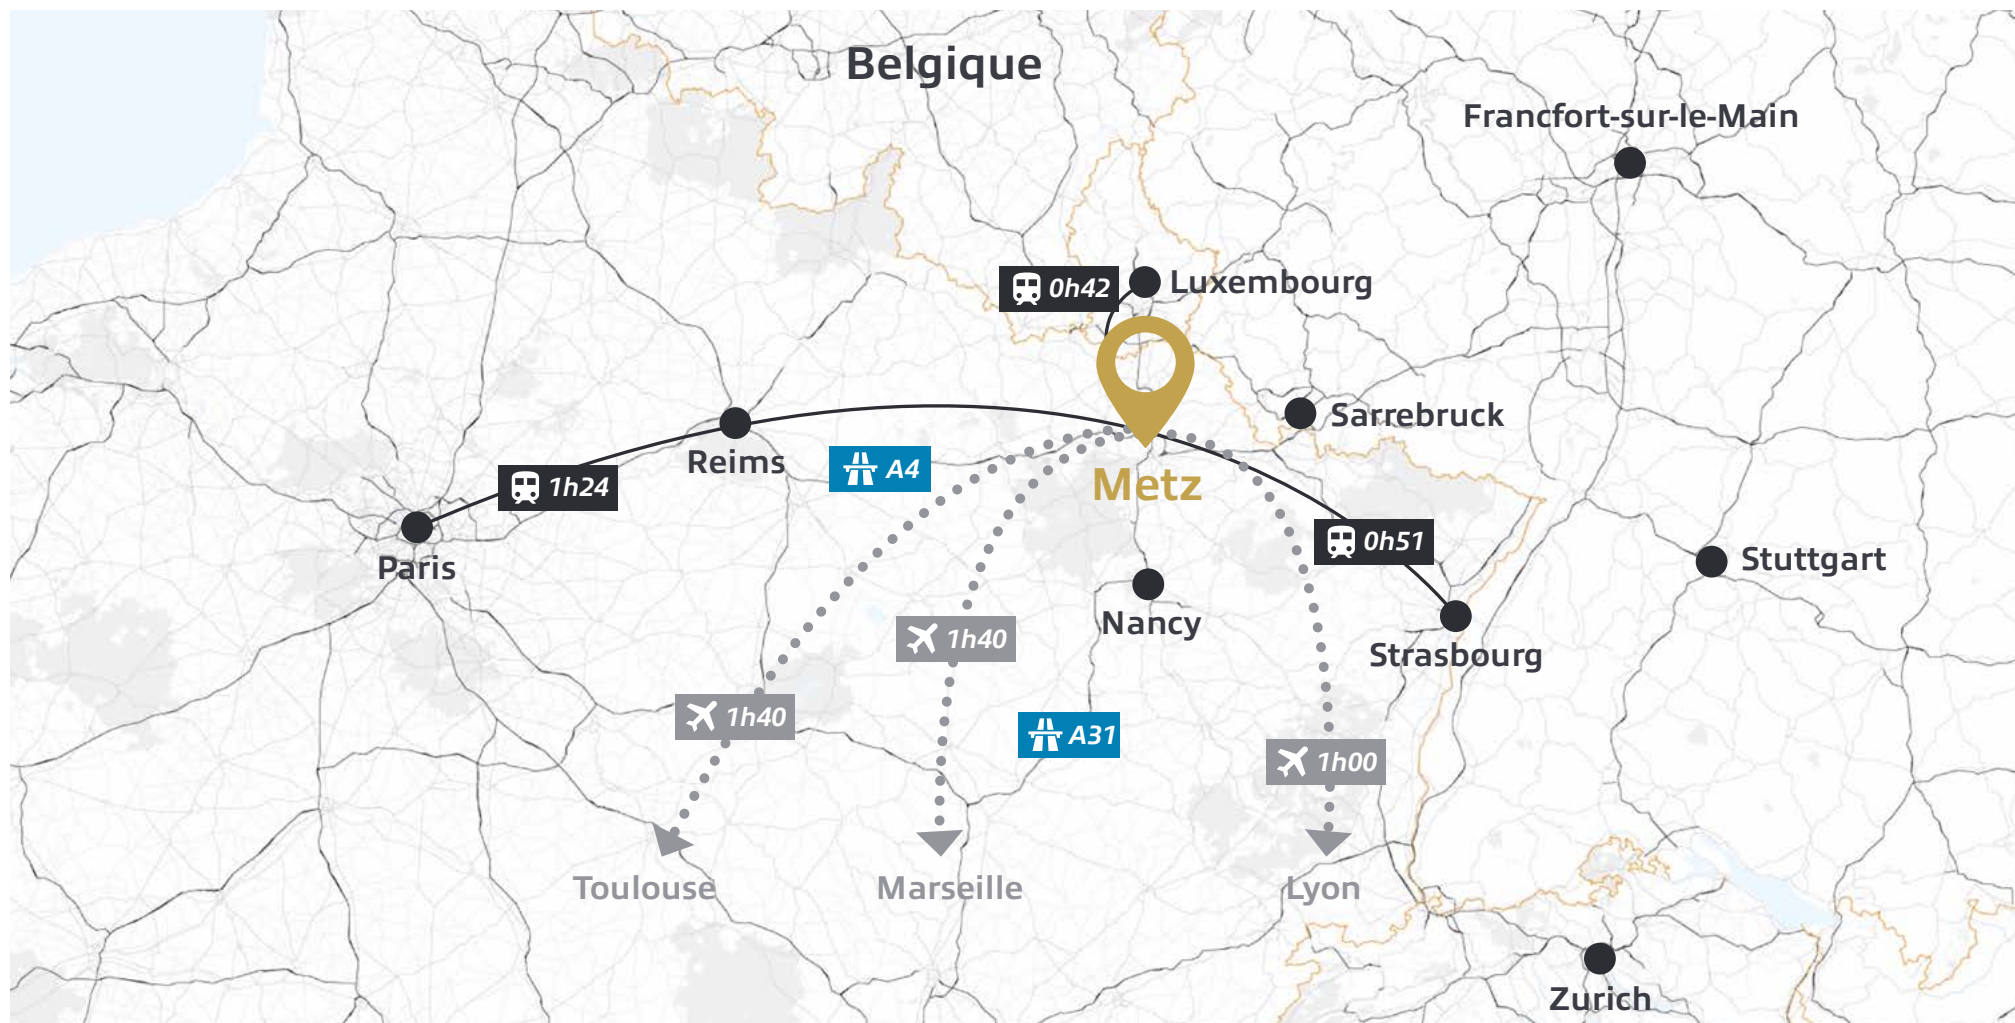 Belgique
Francfort-sur-le-Main
0h42
Luxembourg
Sarrebruck
Reims
A4
Metz
1h24
Paris
0h51
Stuttgart
Nancy
1h40
Strasbourg
1h40
A31
1h00
Toulouse
Marseille
Lyon
Zurich